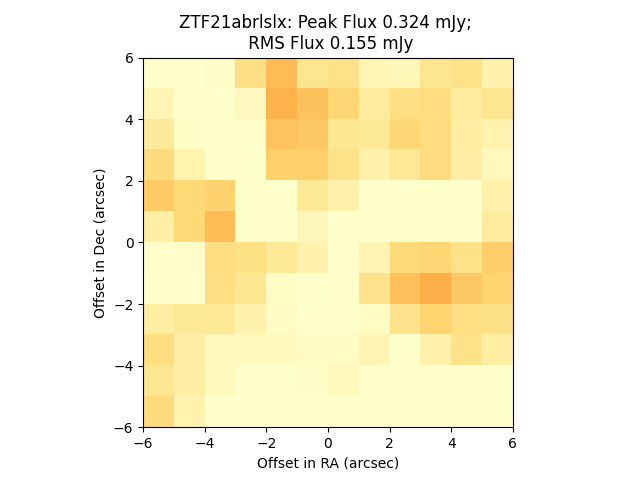 ZTF21abrlslx: Peak Flux 0.324 mJy;
RMS Flux 0.155 mJy
6
4
2
0
−2
−4
−6
Offset in Dec (arcsec)
−6 −4 −2 0 2 4 6
Offset in RA (arcsec)